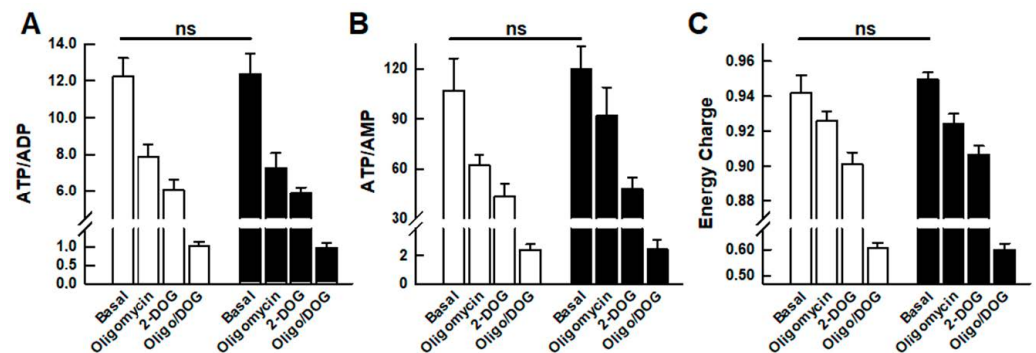 A
ns
ATP/ADP
14.0
12.0
10.0
8.0
6.0
1.0
0.5
0.0
Basal
Oligomycin
2-DOG
Oligo/DOG
Basal
Oligomycin
2-DOG
Oligo/DOG
B
ns
ATP/AMP
120
90
60
30
2
0
Basal
Oligomycin
2-DOG
Oligo/DOG
Basal
Oligomycin
2-DOG
Oligo/DOG
C
ns
Energy Charge
0.96
0.94
0.92
0.90
0.88
0.60
0.50
Basal
Oligomycin
2-DOG
Oligo/DOG
Basal
Oligomycin
2-DOG
Oligo/DOG